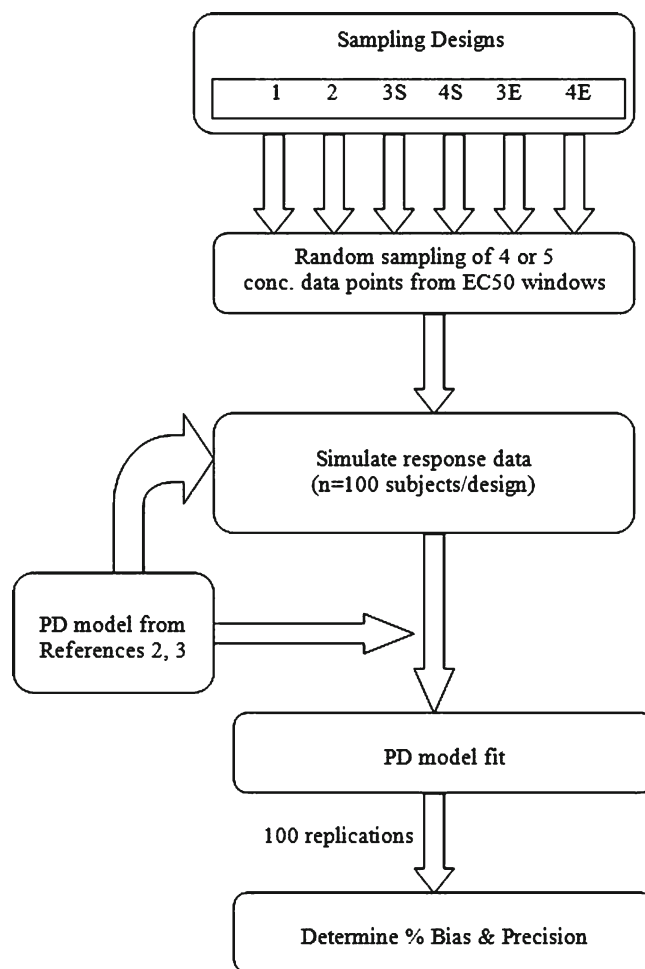 Sampling Designs
1 2 3S 4S 3E 4E
Random sampling of 4 or 5
conc. data points from EC50 windows
Simulate response data
(n=100 subjects/design)
PD model from
References 2, 3
PD model fit
100 replications
Determine % Bias & Precision